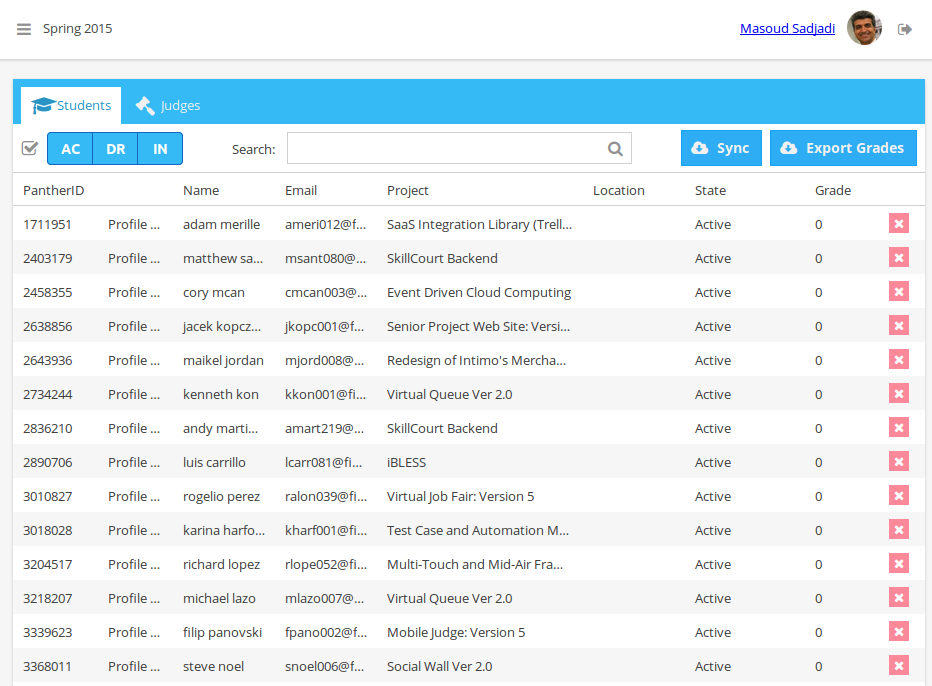 Spring 2015 Masoud Sadjadi
Students Judges
AC DR IN Search: Sync Export Grades
PantherID Name Email Project Location State Grade
1711951 Profile ... adam merille ameri012@f... SaaS Integration Library (Trell... Active 0
2403179 Profile ... matthew sa... msant080@... SkillCourt Backend Active 0
2458355 Profile ... cory mcan cmcan003@... Event Driven Cloud Computing Active 0
2638856 Profile ... jacek kopcz... jkopc001@f... Senior Project Web Site: Versi... Active 0
2643936 Profile ... maikel jordan mjord008@... Redesign of Intimo's Mercha... Active 0
2734244 Profile ... kenneth kon kkon001@fi... Virtual Queue Ver 2.0 Active 0
2836210 Profile ... andy marti... amart219@... SkillCourt Backend Active 0
2890706 Profile ... luis carrillo lcarr081@fi... iBLESS Active 0
3010827 Profile ... rogelio perez ralon039@fi... Virtual Job Fair: Version 5 Active 0
3018028 Profile ... karina harfo... kharf001@fi... Test Case and Automation M... Active 0
3204517 Profile ... richard lopez rlope052@fi... Multi-Touch and Mid-Air Fra... Active 0
3218207 Profile ... michael lazo mlazo007@... Virtual Queue Ver 2.0 Active 0
3339623 Profile ... filip panovski fpano002@f... Mobile Judge: Version 5 Active 0
3368011 Profile ... steve noel snoel006@f... Social Wall Ver 2.0 Active 0